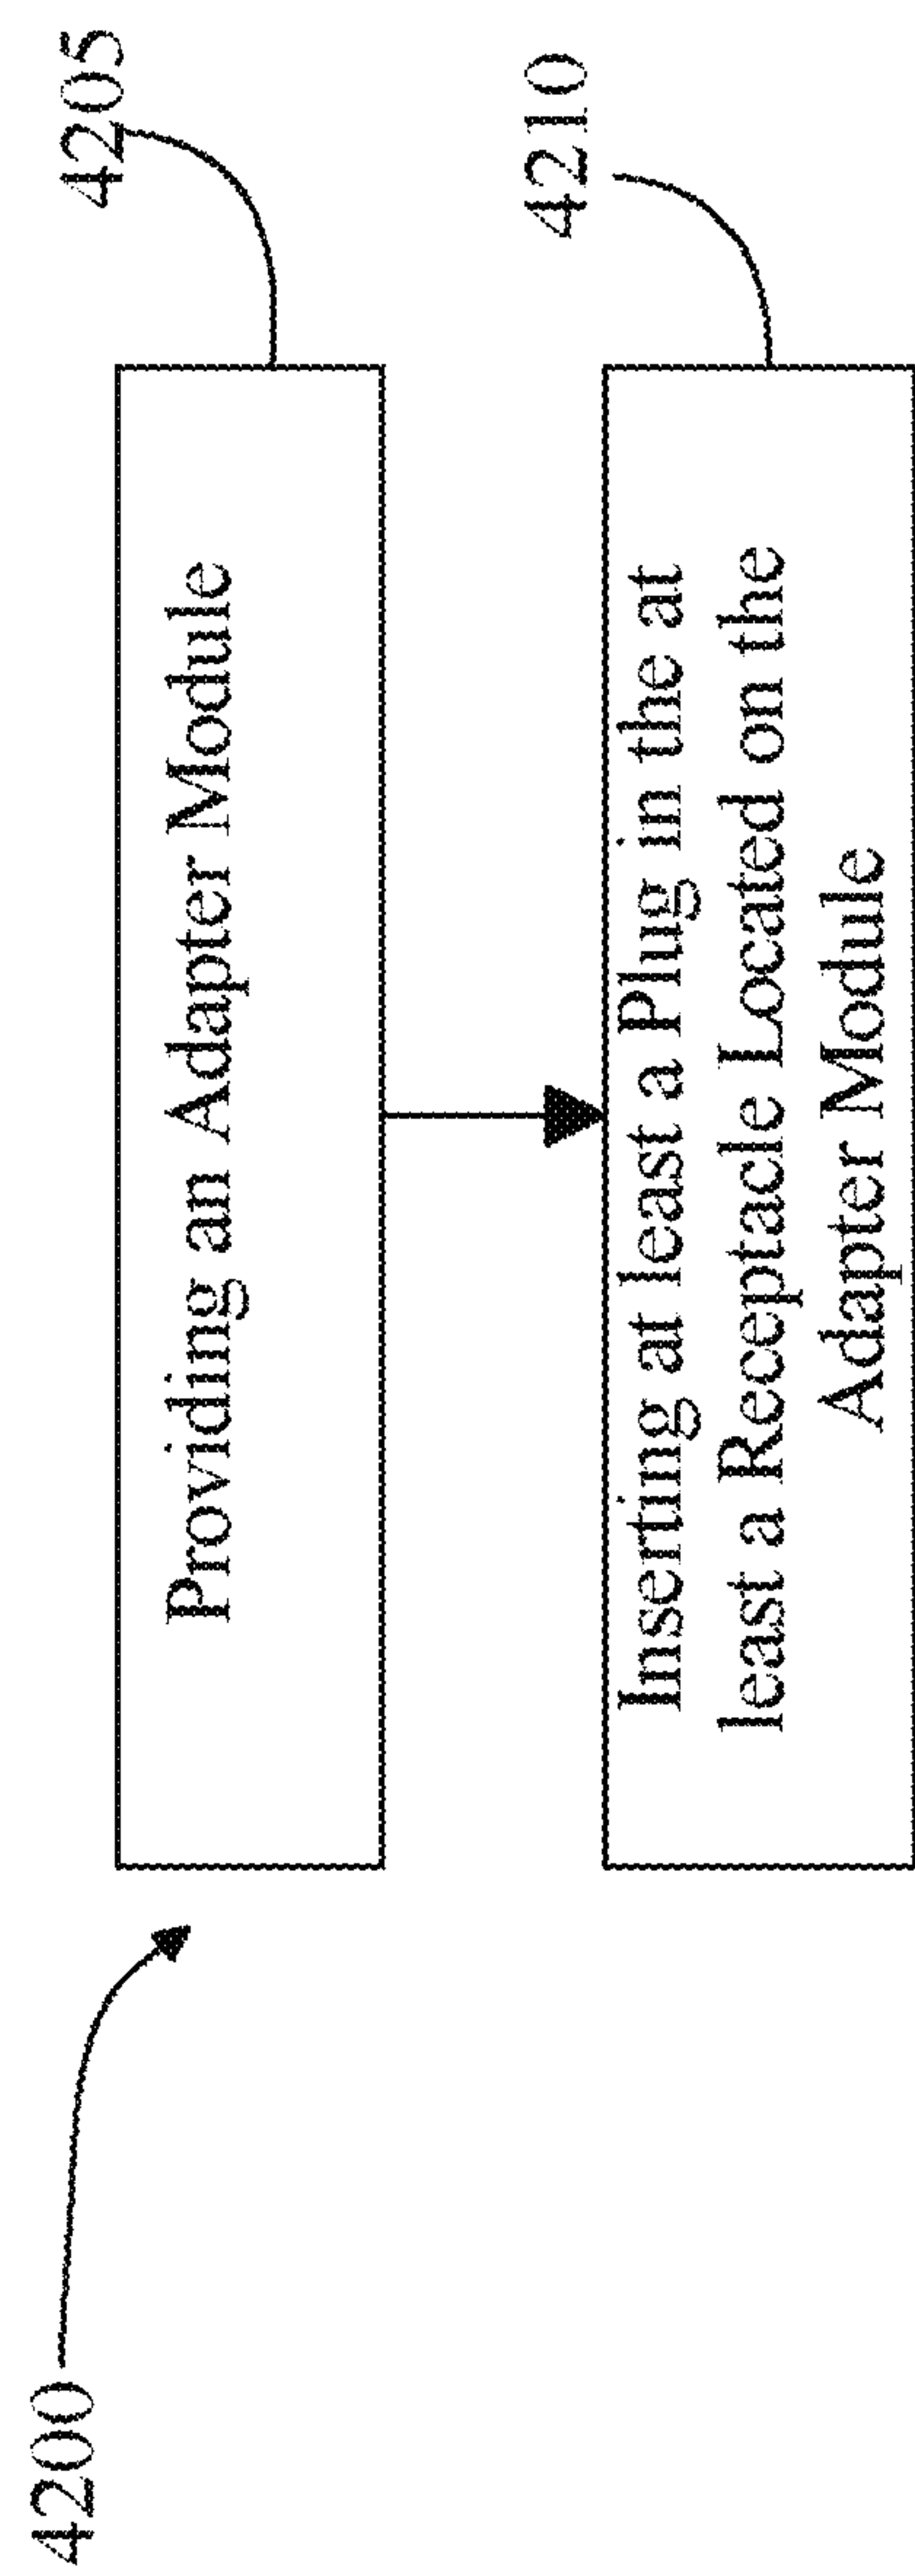 4200
4205
Providing an Adapter Module
4210
Inserting at least a Plug in the at
least a Receptacle Located on the
Adapter Module